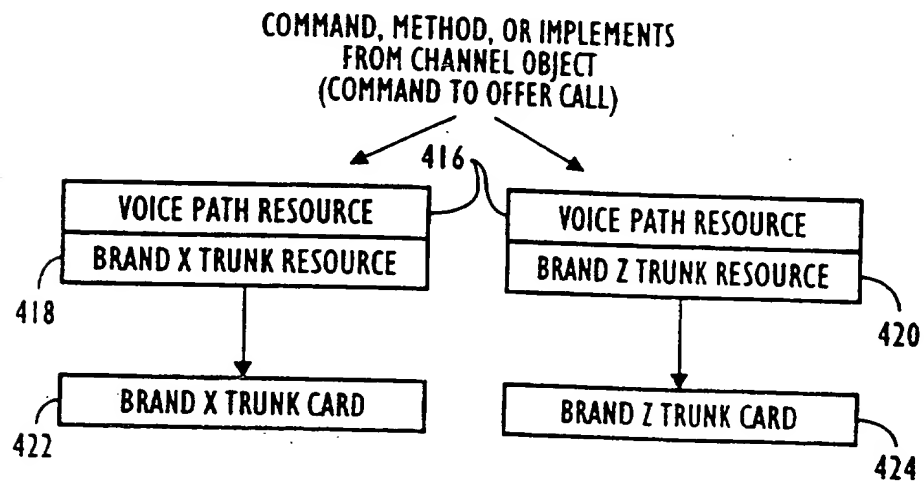 COMMAND, METHOD, OR IMPLEMENTS
FROM CHANNEL OBJECT
(COMMAND TO OFFER CALL)
416
VOICE PATH RESOURCE
BRAND X TRUNK RESOURCE
418
BRAND X TRUNK CARD
422
VOICE PATH RESOURCE
BRAND Z TRUNK RESOURCE
420
BRAND Z TRUNK CARD
424